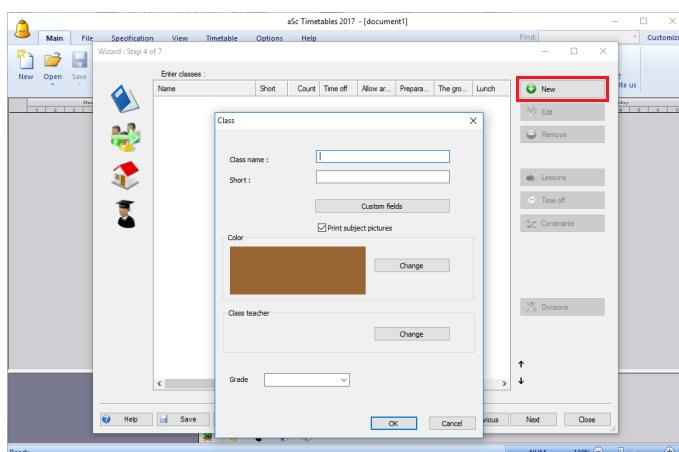 aSc Timetables 2017 - [document1]
Main File Specification View Timetable Options Help Find: Customize
Wizard : Step 4 of 7
New Open Save
Enter classes :
Name Short Count Time off Allow ar... Prepara... The gro... Lunch
New
Edit
Remove
Lessons
Time off
Constraints
Divisions
Class
Class name :
Short :
Custom fields
Print subject pictures
Color
Change
Class teacher
Change
Grade
OK Cancel
Help Save Next Close